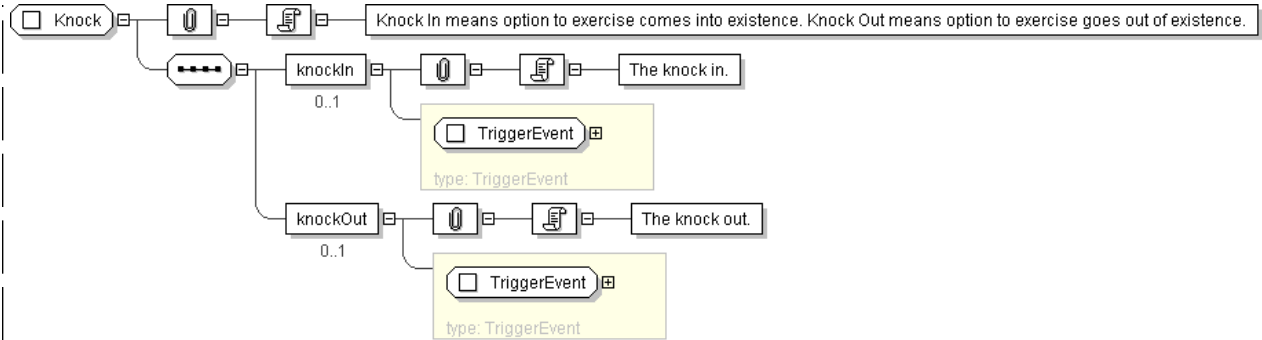 Knock
Knock In means option to exercise comes into existence. Knock Out means option to exercise goes out of existence.
knockIn
The knock in.
0..1
TriggerEvent
type: TriggerEvent
knockOut
The knock out.
0..1
TriggerEvent
type: TriggerEvent